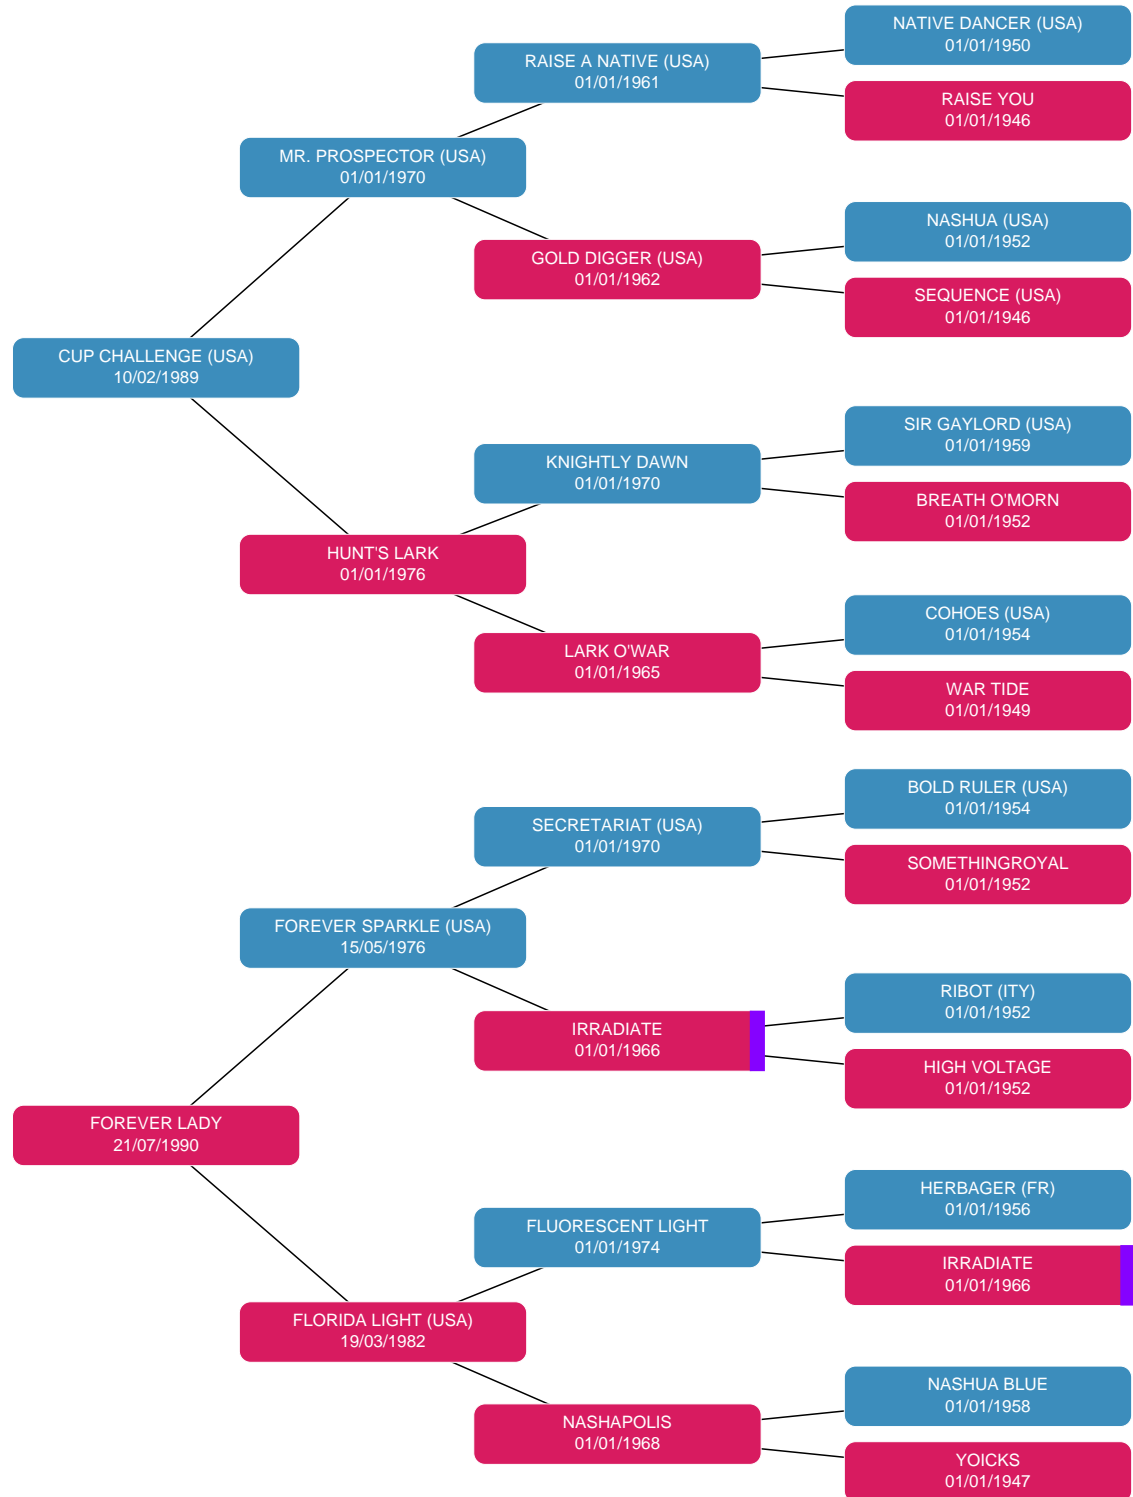 NATIVE DANCER (USA)
01/01/1950
RAISE A NATIVE (USA)
01/01/1961
RAISE YOU
01/01/1946
MR. PROSPECTOR (USA)
01/01/1970
NASHUA (USA)
01/01/1952
GOLD DIGGER (USA)
01/01/1962
SEQUENCE (USA)
01/01/1946
CUP CHALLENGE (USA)
10/02/1989
SIR GAYLORD (USA)
01/01/1959
KNIGHTLY DAWN
01/01/1970
BREATH O'MORN
01/01/1952
HUNT'S LARK
01/01/1976
COHOES (USA)
01/01/1954
LARK O'WAR
01/01/1965
WAR TIDE
01/01/1949
BOLD RULER (USA)
01/01/1954
SECRETARIAT (USA)
01/01/1970
SOMETHINGROYAL
01/01/1952
FOREVER SPARKLE (USA)
15/05/1976
RIBOT (ITY)
01/01/1952
IRRADIATE
01/01/1966
HIGH VOLTAGE
01/01/1952
FOREVER LADY
21/07/1990
HERBAGER (FR)
01/01/1956
FLUORESCENT LIGHT
01/01/1974
IRRADIATE
01/01/1966
FLORIDA LIGHT (USA)
19/03/1982
NASHUA BLUE
01/01/1958
NASHAPOLIS
01/01/1968
YOICKS
01/01/1947